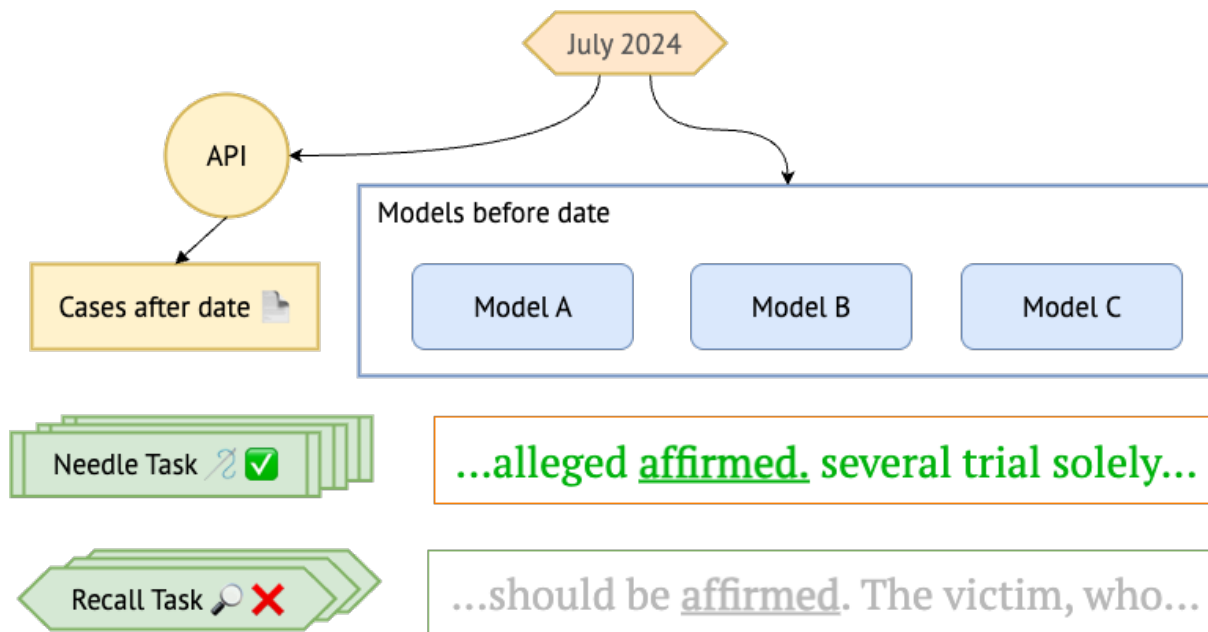 July 2024
API
Models before date
Cases after date
Model A
Model B
Model C
Needle Task
...alleged affirmed. several trial solely...
Recall Task
...should be affirmed. The victim, who...